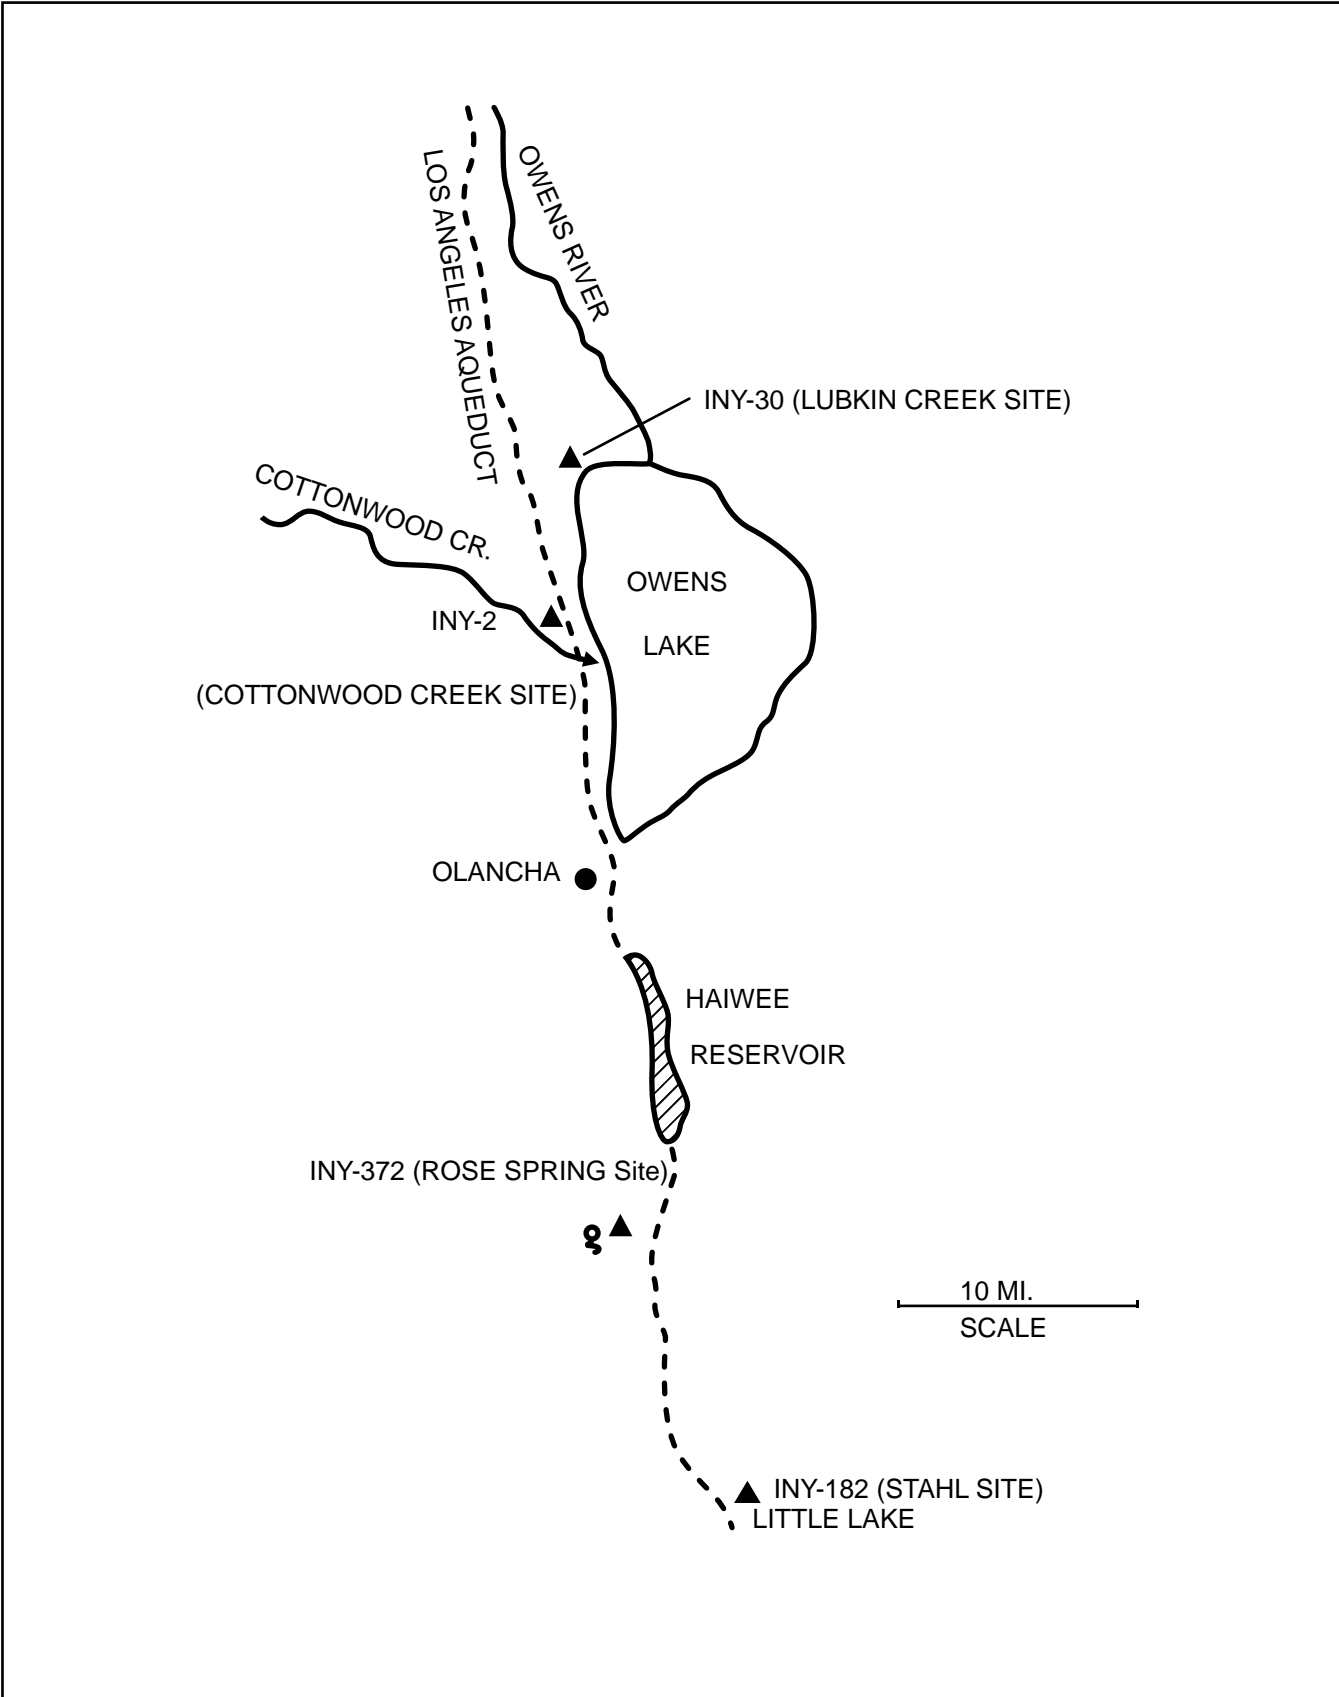 LOS ANGELES AQUEDUCT
OWENS RIVER
INY-30 (LUBKIN CREEK SITE)
COTTONWOOD CR.
OWENS
LAKE
INY-2
(COTTONWOOD CREEK SITE)
OLANCHA
HAIWEE
RESERVOIR
INY-372 (ROSE SPRING Site)
10 MI.
SCALE
INY-182 (STAHL SITE)
LITTLE LAKE